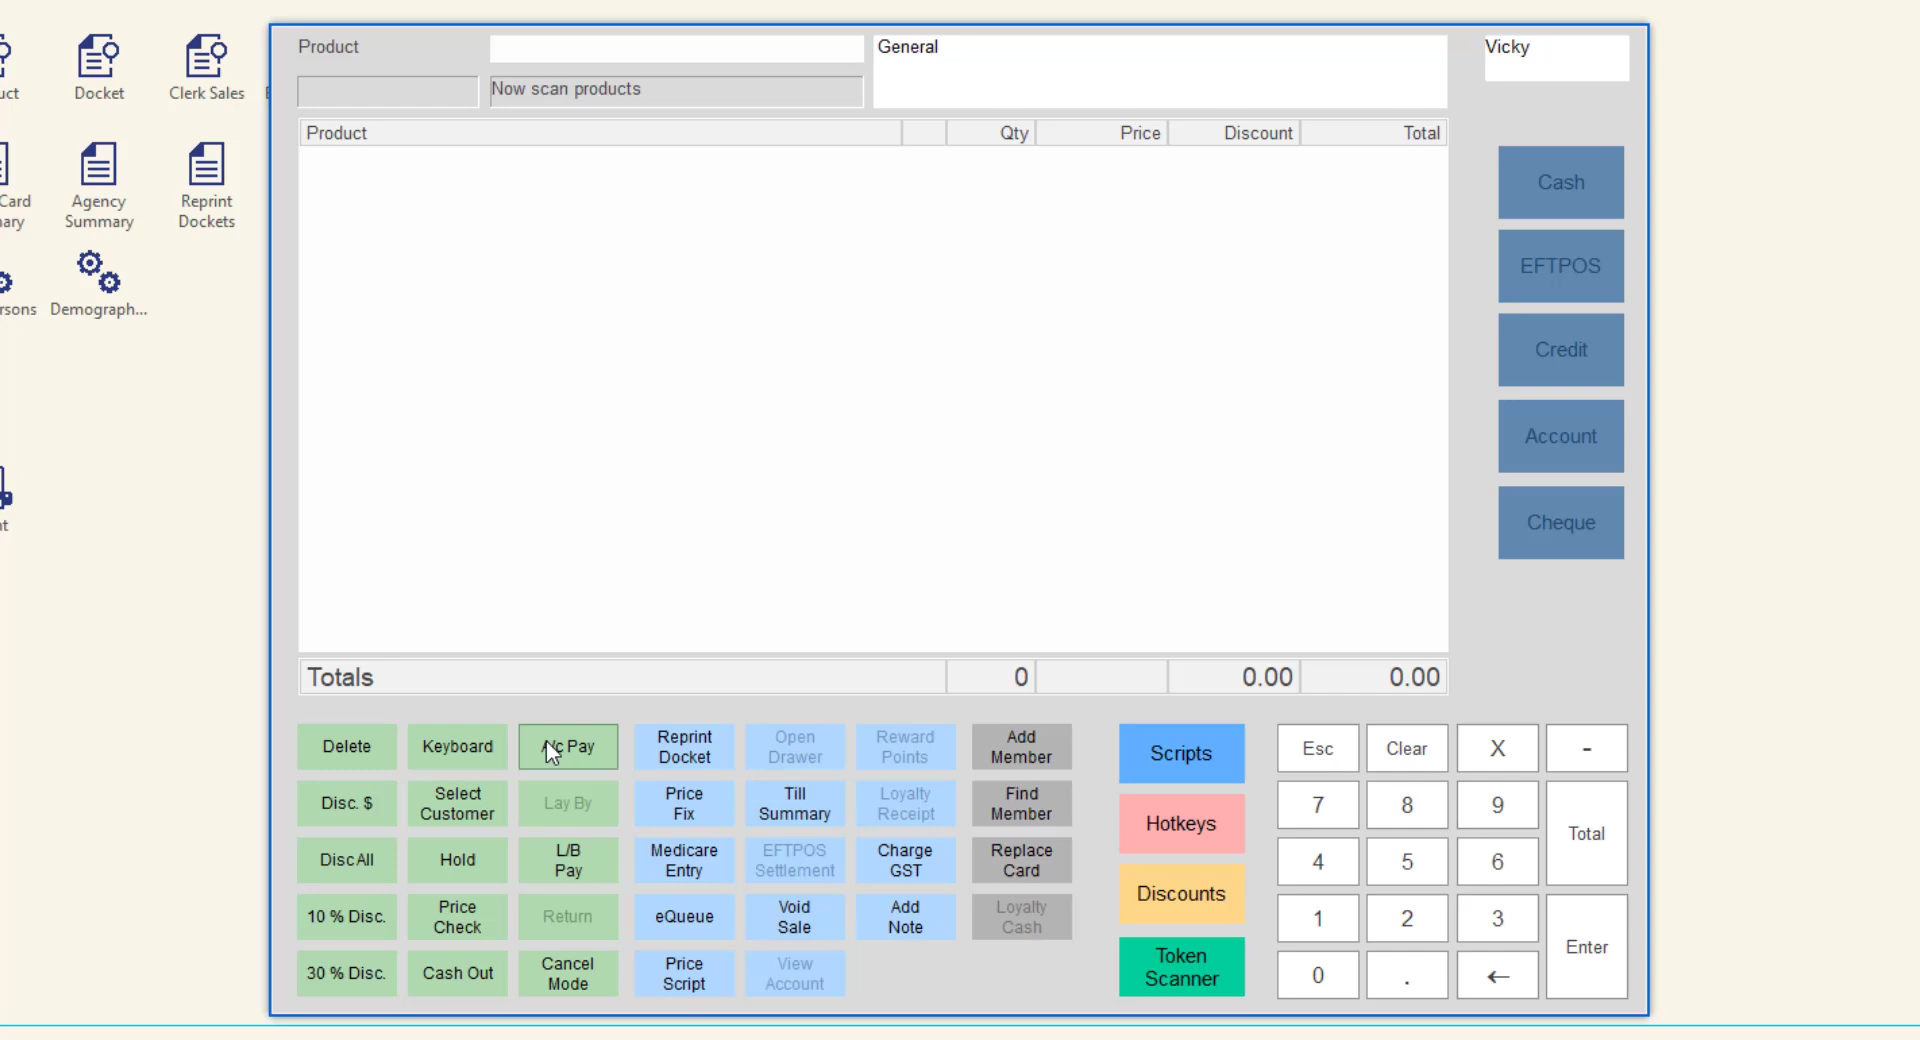 uct
Docket
Clerk Sales
Card
ary
Agency
Summary
Reprint
Dockets
rsons
Demograph...
nt
Product
General
Vicky
Now scan products
Product Qty Price Discount Total
Cash
EFTPOS
Credit
Account
Cheque
Totals 0 0.00 0.00
Delete
Keyboard
A/c Pay
Reprint
Docket
Open
Drawer
Reward
Points
Add
Member
Disc. $
Select
Customer
Lay By
Price
Fix
Till
Summary
Loyalty
Receipt
Find
Member
Disc All
Hold
L/B
Pay
Medicare
Entry
EFTPOS
Settlement
Charge
GST
Replace
Card
10 % Disc.
Price
Check
Return
eQueue
Void
Sale
Add
Note
Loyalty
Cash
30 % Disc.
Cash Out
Cancel
Mode
Price
Script
View
Account
Scripts
Hotkeys
Discounts
Token
Scanner
Esc Clear X -
7 8 9
Total
4 5 6
1 2 3
Enter
0 . ←